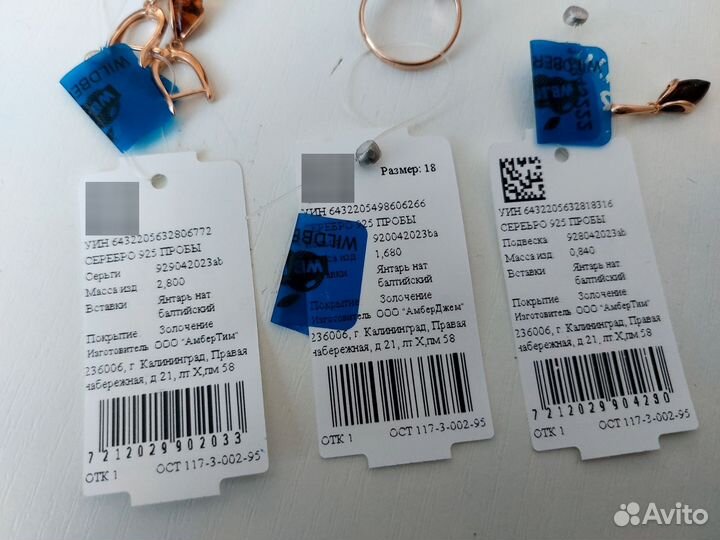 WILDBER
WB
УИН 6432205632806772
СЕРЕБРО 925 ПРОБЫ
Серьги 929042023ab
Масса изд 2,800
Вставки Янтарь нат
балтийский
Покрытие Золочение
Изготовитель ООО "АмберТим"
236006, г. Калининград, Правая
набережная, д 21, лт Х,пм 58
7212029902033
ОТК 1 ОСТ 117-3-002-95
Размер: 18
УИН 6432205498606266
СЕРЕБРО 925 ПРОБЫ
920042023ba
1,680
Янтарь нат
балтийский
WILDBE
WB
Покрытие Золочение
Изготовитель ООО "АмберДжем"
236006, г. Калининград, Правая
набережная, д 21, лт Х,пм 58
ОТК 1 ОСТ 117-3-002-95
УИН 6432205632818316
СЕРЕБРО 925 ПРОБЫ
Подвеска 928042023ab
Масса изд 0,840
Вставки Янтарь нат
балтийский
Покрытие Золочение
Изготовитель ООО "АмберТим"
236006, г. Калининград, Правая
набережная, д 21, лт Х,пм 58
7212029904290
ОТК 1 ОСТ 117-3-002-95
Avito